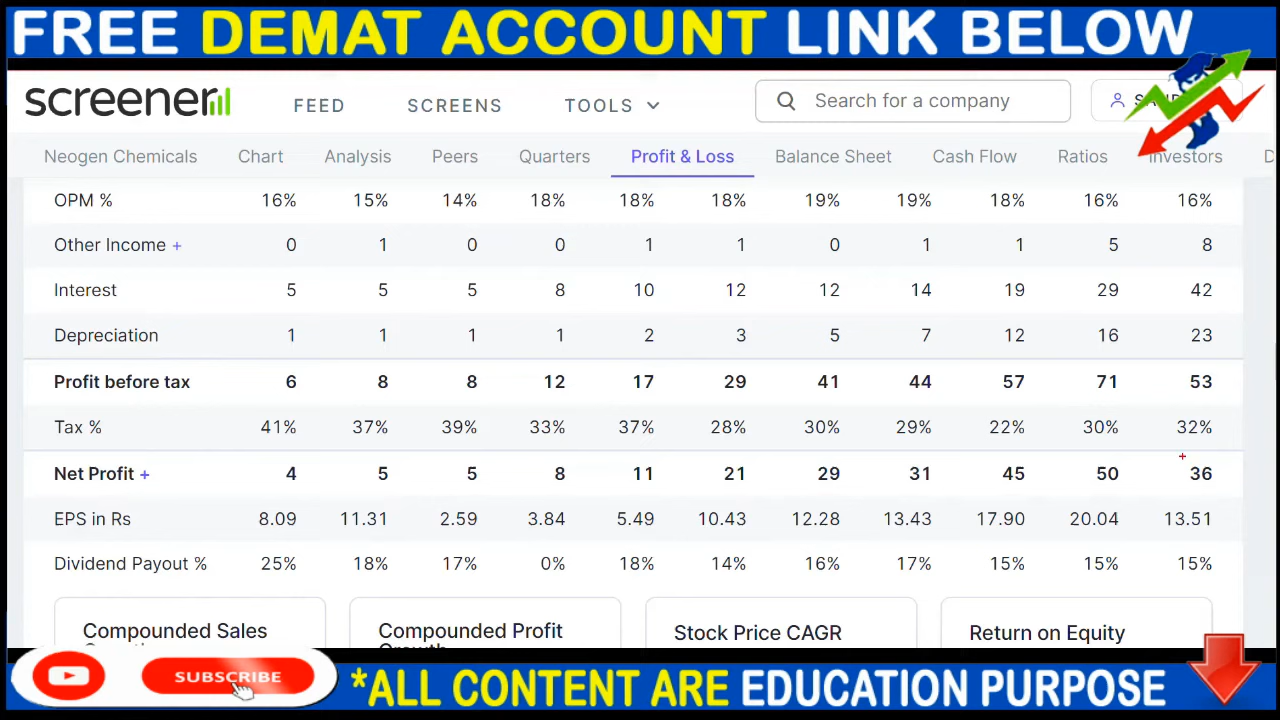 FREE DEMAT ACCOUNT LINK BELOW
screener FEED SCREENS TOOLS Search for a company
Neogen Chemicals Chart Analysis Peers Quarters Profit & Loss Balance Sheet Cash Flow Ratios Investors
OPM % 16% 15% 14% 18% 18% 18% 19% 19% 18% 16% 16%
Other Income + 0 1 0 0 1 1 0 1 1 5 8
Interest 5 5 5 8 10 12 12 14 19 29 42
Depreciation 1 1 1 1 2 3 5 7 12 16 23
Profit before tax 6 8 8 12 17 29 41 44 57 71 53
Tax % 41% 37% 39% 33% 37% 28% 30% 29% 22% 30% 32%
Net Profit + 4 5 5 8 11 21 29 31 45 50 36
EPS in Rs 8.09 11.31 2.59 3.84 5.49 10.43 12.28 13.43 17.90 20.04 13.51
Dividend Payout % 25% 18% 17% 0% 18% 14% 16% 17% 15% 15% 15%
Compounded Sales Compounded Profit Stock Price CAGR Return on Equity
SUBSCRIBE
*ALL CONTENT ARE EDUCATION PURPOSE